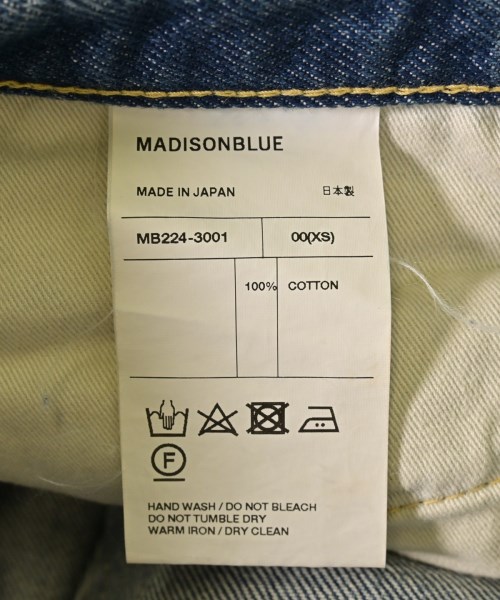 MADISONBLUE
MADE IN JAPAN 日本製
MB224-3001 00(XS)
100% COTTON
F
HAND WASH / DO NOT BLEACH
DO NOT TUMBLE DRY
WARM IRON / DRY CLEAN